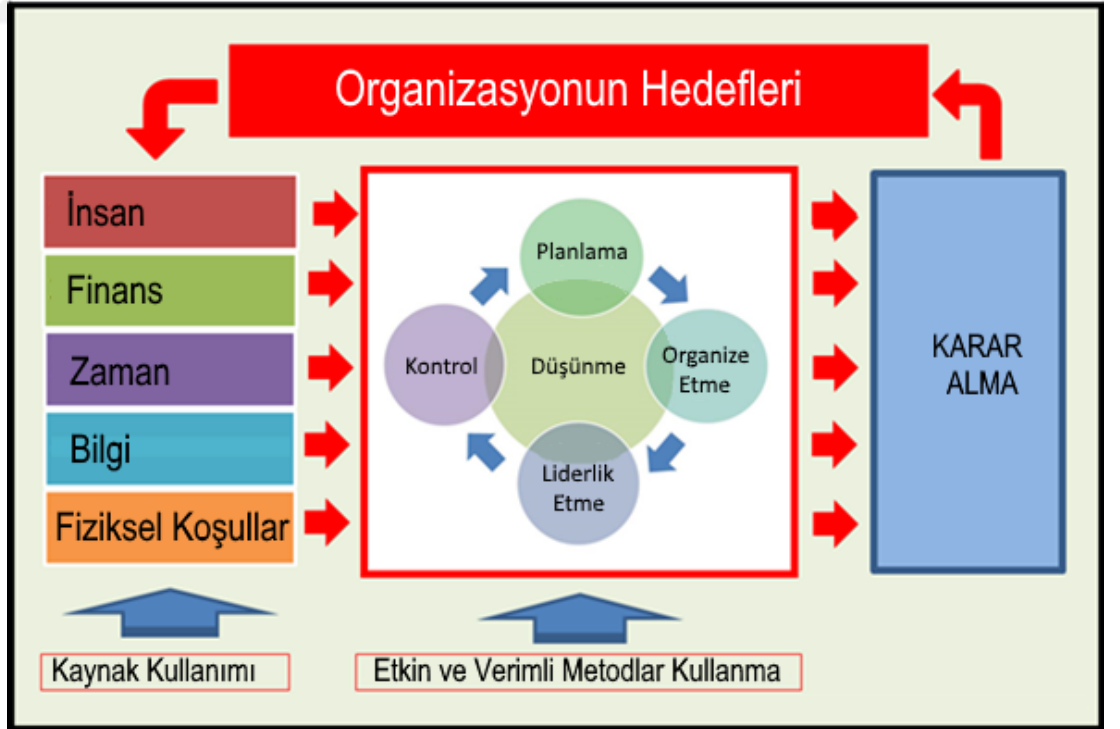 Organizasyonun Hedefleri
İnsan
Finans
Zaman
Bilgi
Fiziksel Koşullar
Planlama
Kontrol
Düşünme
Organize
Etme
Liderlik
Etme
KARAR
ALMA
Kaynak Kullanımı
Etkin ve Verimli Metodlar Kullanma